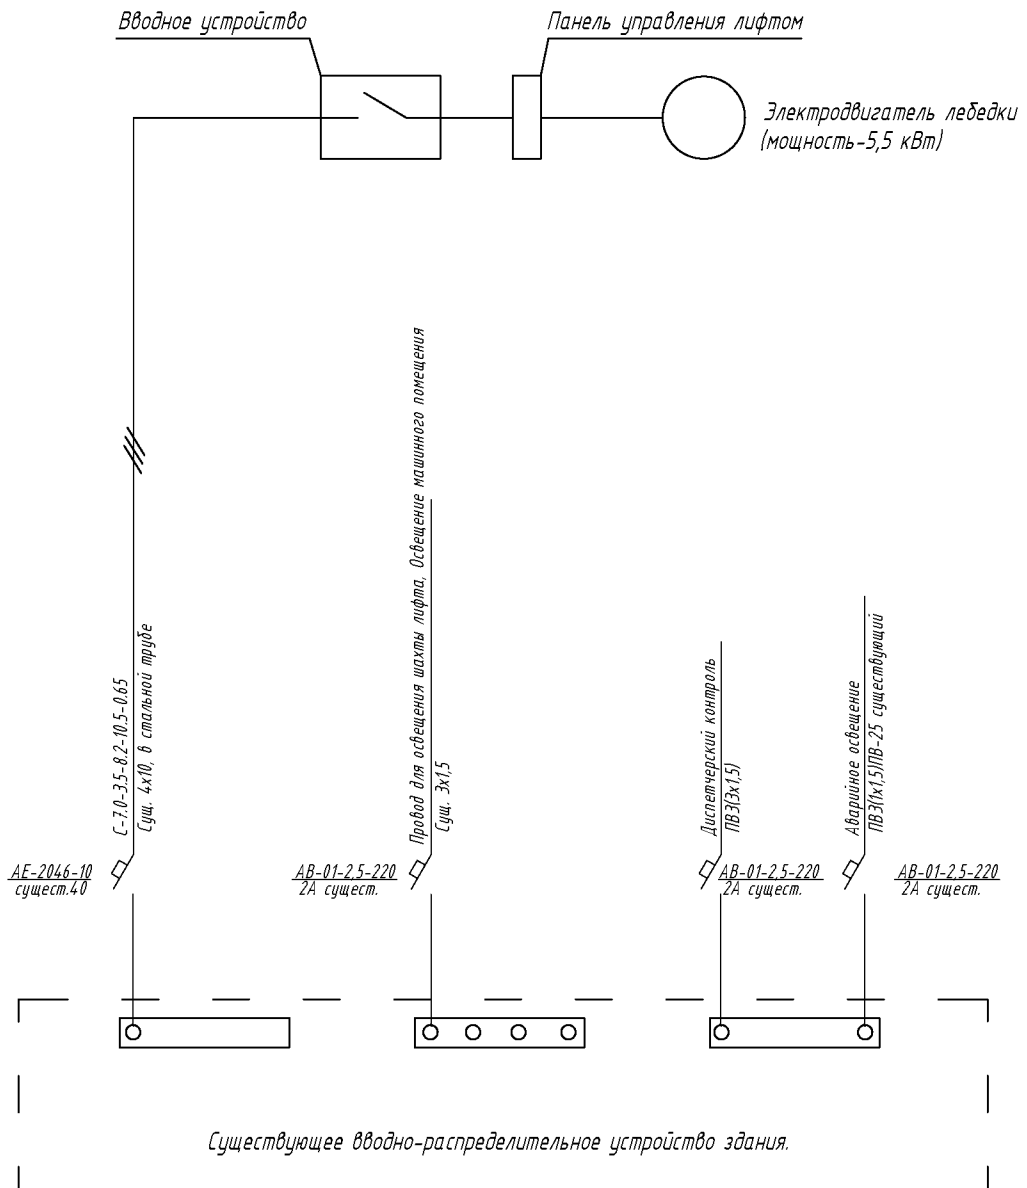 Вводное устройство
Панель управления лифтом
Электродвигатель лебедки
(мощность-5,5 кВт)
С-7.0-3.5-8.2-10.5-0.65
Сущ. 4х10, в стальной трубе
Провод для освещения шахты лифта, Освещение машинного помещения
Сущ. 3х1,5
Диспетчерский контроль
ПВ3(3х1,5)
Аварийное освещение
ПВ3(1х1,5)ПВ-25 существующий
АЕ-2046-10
сущест.40
АВ-01-2,5-220
2А сущест.
АВ-01-2,5-220
2А сущест.
АВ-01-2,5-220
2А сущест.
Существующее вводно-распределительное устройство здания.